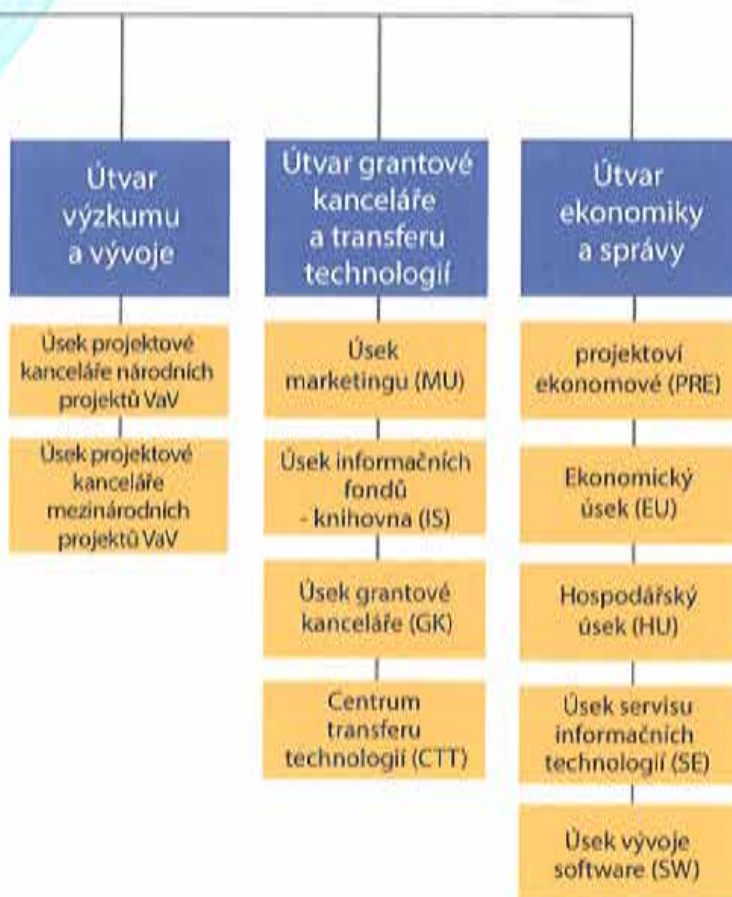 Útvar
výzkumu
a vývoje
Úsek projektové
kanceláře národních
projektů VaV
Úsek projektové
kanceláře
mezinárodních
projektů VaV
Útvar grantové
kanceláře
a transferu
technologií
Úsek
marketingu (MU)
Úsek informačních
fondů
- knihovna (IS)
Úsek grantové
kanceláře (GK)
Centrum
transferu
technologií (CTT)
Útvar
ekonomiky
a správy
projektoví
ekonomové (PRE)
Ekonomický
úsek (EU)
Hospodářský
úsek (HU)
Úsek servisu
informačních
technologií (SE)
Úsek vývoje
software (SW)